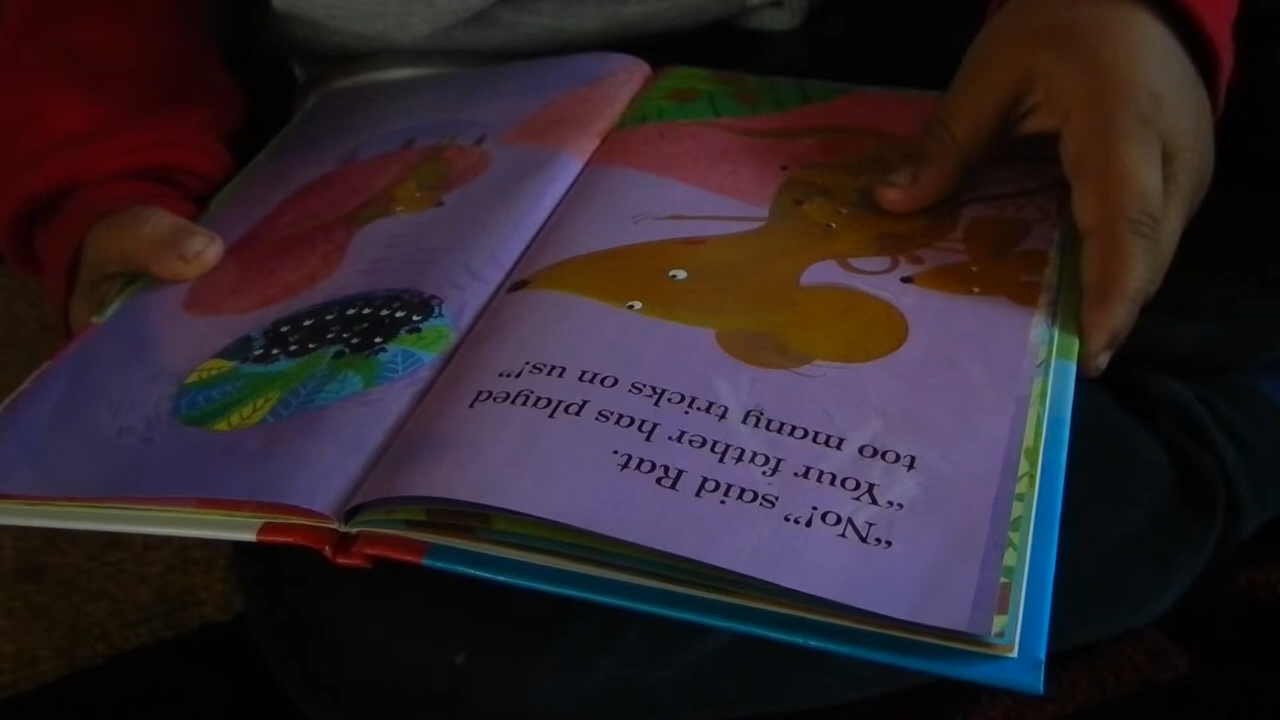 “No!” said Rat.
“Your father has played
too many tricks on us!”